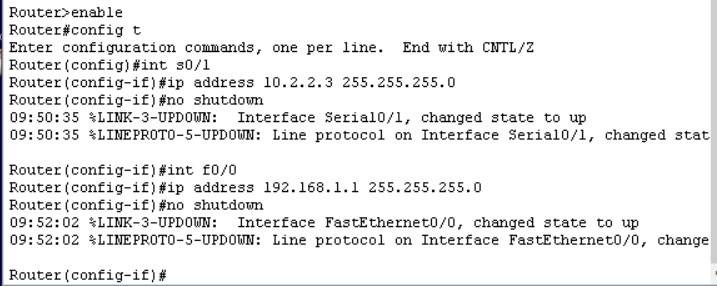 Router>enable
Router#config t
Enter configuration commands, one per line.  End with CNTL/Z
Router(config)#int s0/1
Router(config-if)#ip address 10.2.2.3 255.255.255.0
Router(config-if)#no shutdown
09:50:35 %LINK-3-UPDOWN:  Interface Serial0/1, changed state to up
09:50:35 %LINEPROTO-5-UPDOWN: Line protocol on Interface Serial0/1, changed stat
Router(config-if)#int f0/0
Router(config-if)#ip address 192.168.1.1 255.255.255.0
Router(config-if)#no shutdown
09:52:02 %LINK-3-UPDOWN:  Interface FastEthernet0/0, changed state to up
09:52:02 %LINEPROTO-5-UPDOWN: Line protocol on Interface FastEthernet0/0, change
Router(config-if)#